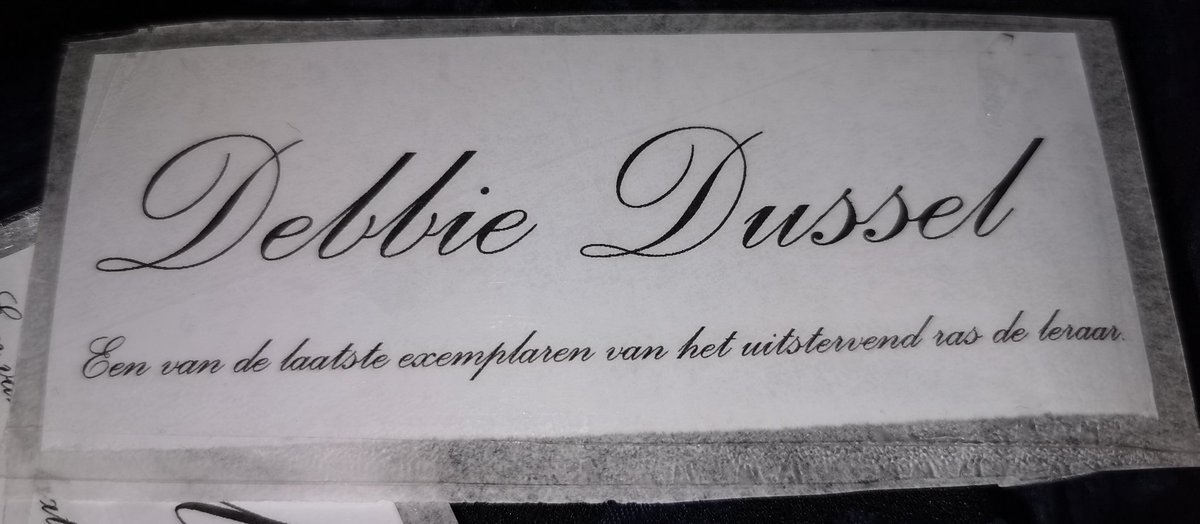 Debbie Dussel
Een van de laatste exemplaren van het uitstervend ras de leraar.